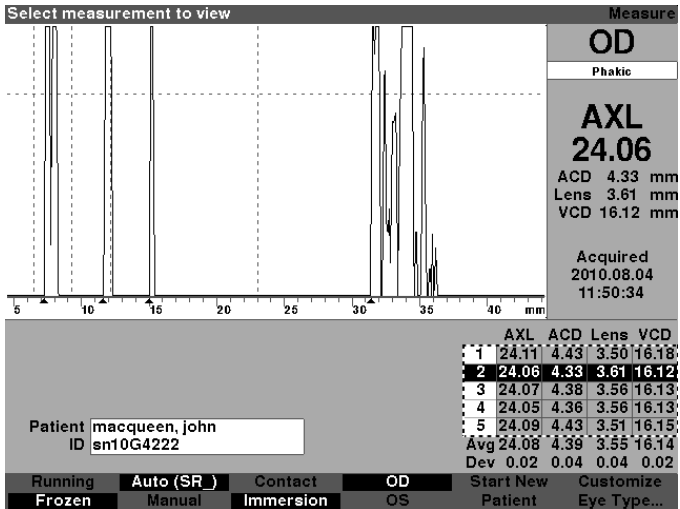 Select measurement to view
Measure
OD
Phakic
AXL
24.06
ACD 4.33 mm
Lens 3.61 mm
VCD 16.12 mm
Acquired
2010.08.04
11:50:34
5 10 15 20 25 30 35 40 mm
AXL ACD Lens VCD
1 24.11 4.43 3.50 16.18
2 24.06 4.33 3.61 16.12
3 24.07 4.38 3.56 16.13
4 24.05 4.36 3.56 16.13
5 24.09 4.43 3.51 16.15
Avg 24.08 4.39 3.55 16.14
Dev 0.02 0.04 0.04 0.02
Patient macqueen, john
ID sn10G4222
Running Auto (SR_) Contact OD Start New Customize
Frozen Manual Immersion OS Patient Eye Type...